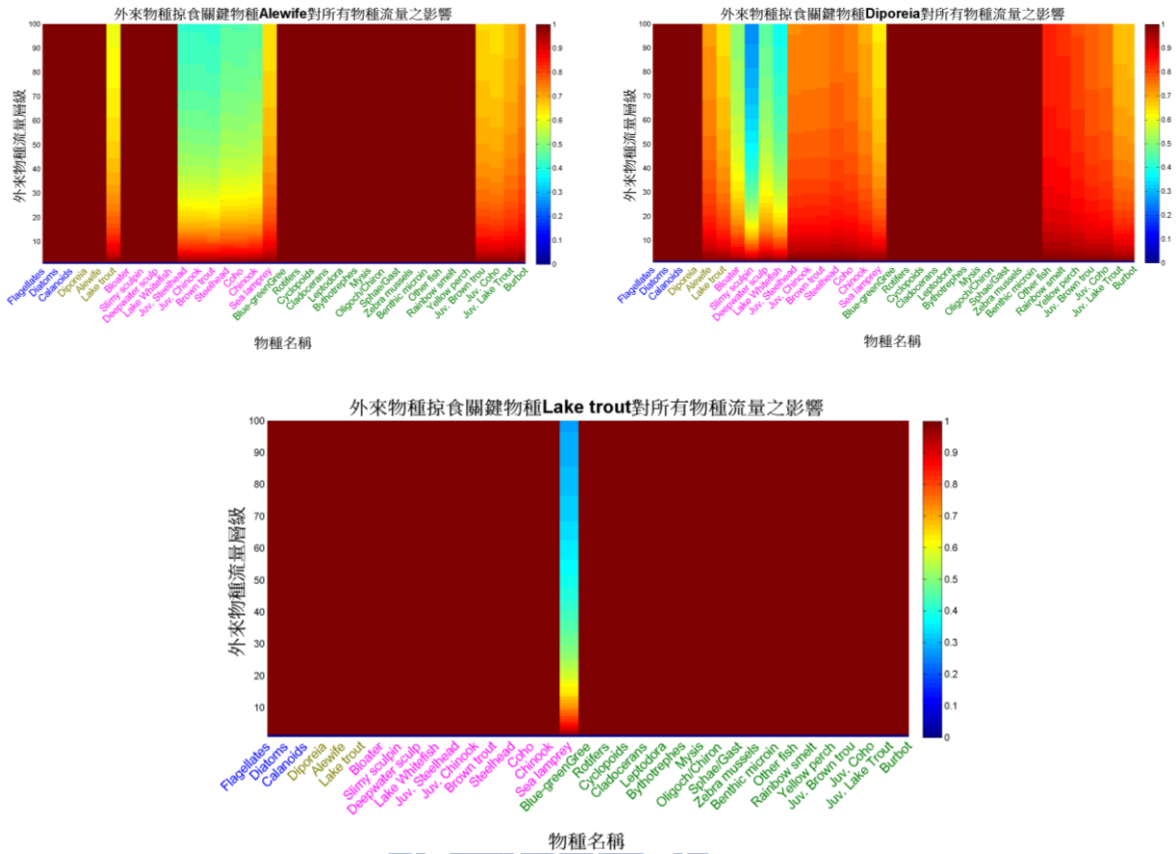 外來物種掠食關鍵物種Alewife對所有物種流量之影響
外來物種流量層級
100
90
80
70
60
50
40
30
20
10
1
0.9
0.8
0.7
0.6
0.5
0.4
0.3
0.2
0.1
0
Flagellates
Diatoms
Calanoids
Diporeia
Alewife
Lake trout
Bloater
Slimy sculpin
Deepwater sculp
Lake Whitefish
Juv. Steelhead
Juv. Chinook
Brown trout
Steelhead
Coho
Chinook
Sea lamprey
Blue-greenGree
Rotifers
Cyclopoids
Cladocerans
Leptodora
Bythotrephes
Mysis
Oligoch/Chiron
Sphae/Gast
Zebra mussels
Benthic microin
Other fish
Rainbow smelt
Yellow perch
Juv. Brown trou
Juv. Coho
Juv. Lake Trout
Burbot
物種名稱
外來物種掠食關鍵物種Diporeia對所有物種流量之影響
外來物種流量層級
100
90
80
70
60
50
40
30
20
10
1
0.9
0.8
0.7
0.6
0.5
0.4
0.3
0.2
0.1
0
Flagellates
Diatoms
Calanoids
Diporeia
Alewife
Lake trout
Bloater
Slimy sculpin
Deepwater sculp
Lake Whitefish
Juv. Steelhead
Juv. Chinook
Brown trout
Steelhead
Coho
Chinook
Sea lamprey
Blue-greenGree
Rotifers
Cyclopoids
Cladocerans
Leptodora
Bythotrephes
Mysis
Oligoch/Chiron
Sphae/Gast
Zebra mussels
Benthic microin
Other fish
Rainbow smelt
Yellow perch
Juv. Brown trou
Juv. Coho
Juv. Lake Trout
Burbot
物種名稱
外來物種掠食關鍵物種Lake trout對所有物種流量之影響
外來物種流量層級
100
90
80
70
60
50
40
30
20
10
1
0.9
0.8
0.7
0.6
0.5
0.4
0.3
0.2
0.1
0
Flagellates
Diatoms
Calanoids
Diporeia
Alewife
Lake trout
Bloater
Slimy sculpin
Deepwater sculp
Lake Whitefish
Juv. Steelhead
Juv. Chinook
Brown trout
Steelhead
Coho
Chinook
Sea lamprey
Blue-greenGree
Rotifers
Cyclopoids
Cladocerans
Leptodora
Bythotrephes
Mysis
Oligoch/Chiron
Sphae/Gast
Zebra mussels
Benthic microin
Other fish
Rainbow smelt
Yellow perch
Juv. Brown trou
Juv. Coho
Juv. Lake Trout
Burbot
物種名稱